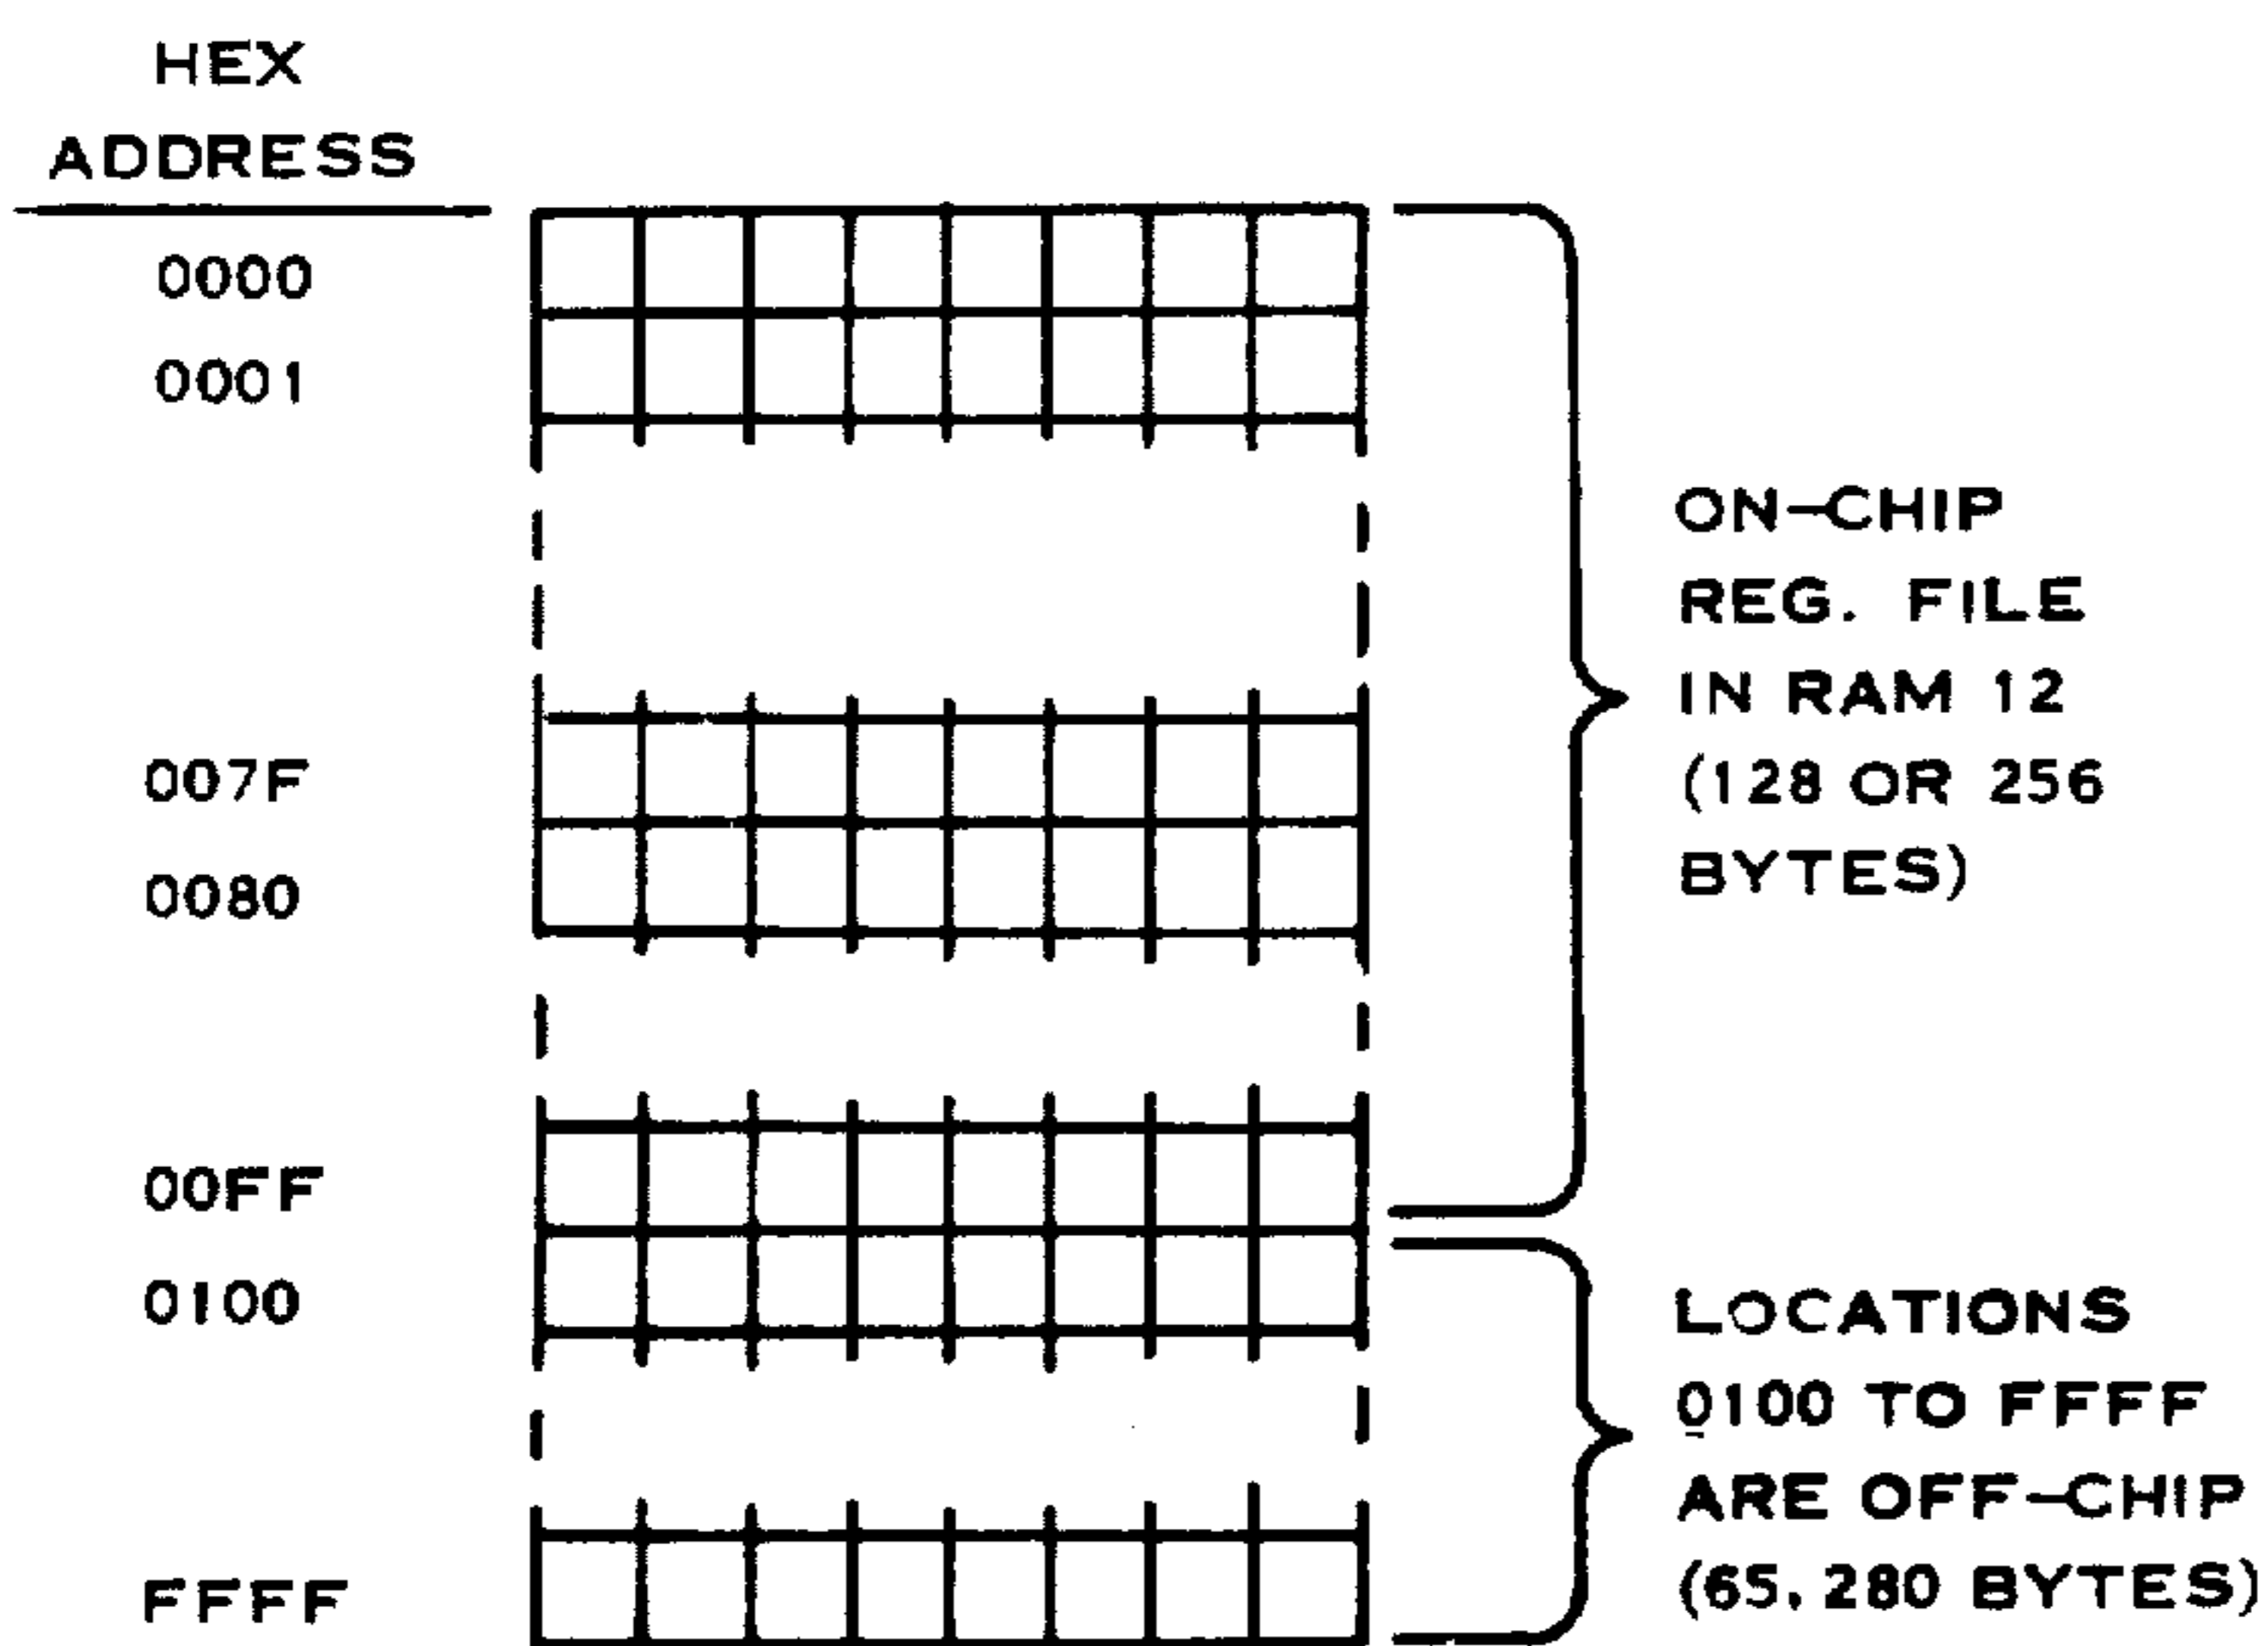 HEX
ADDRESS
0000
0001
007F
0080
00FF
0100
FFFF
ON-CHIP
REG. FILE
IN RAM 12
(128 OR 256
BYTES)
LOCATIONS
0100 TO FFFF
ARE OFF-CHIP
(65,280 BYTES)